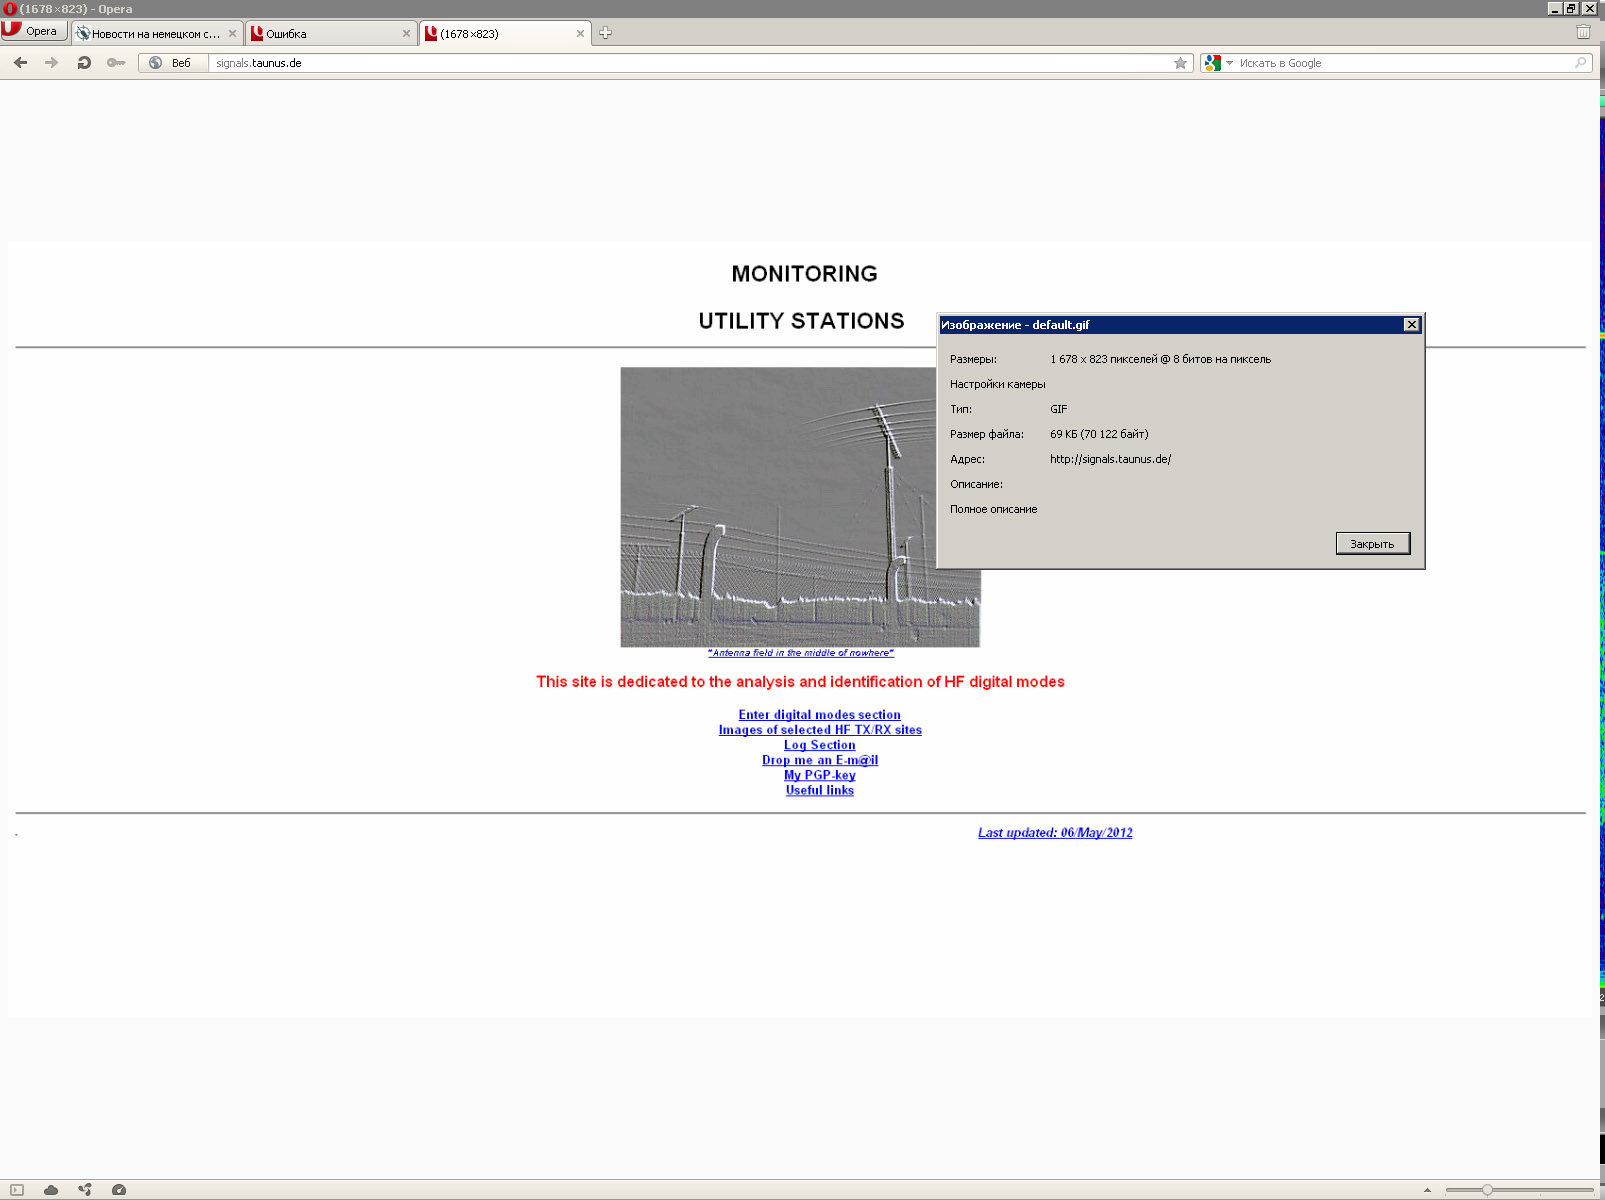 (1678×823) - Opera
Opera
Новости на немецком с...
Ошибка
(1678×823)
Веб
signals.taunus.de
Искать в Google
MONITORING
UTILITY STATIONS
Изображение - default.gif
Размеры: 1 678 x 823 пикселей @ 8 битов на пиксель
Настройки камеры
Тип: GIF
Размер файла: 69 КБ (70 122 байт)
Адрес: http://signals.taunus.de/
Описание:
Полное описание
Закрыть
"Antenna field in the middle of nowhere"
This site is dedicated to the analysis and identification of HF digital modes
Enter digital modes section
Images of selected HF TX/RX sites
Log Section
Drop me an E-m@il
My PGP-key
Useful links
.
Last updated: 06/May/2012